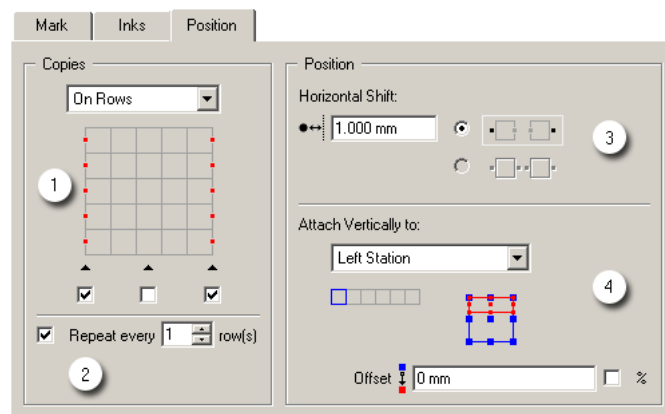 Mark Inks Position
Copies
On Rows
1
Repeat every 1 row(s)
2
Position
Horizontal Shift:
1.000 mm
3
Attach Vertically to:
Left Station
4
Offset 0 mm %